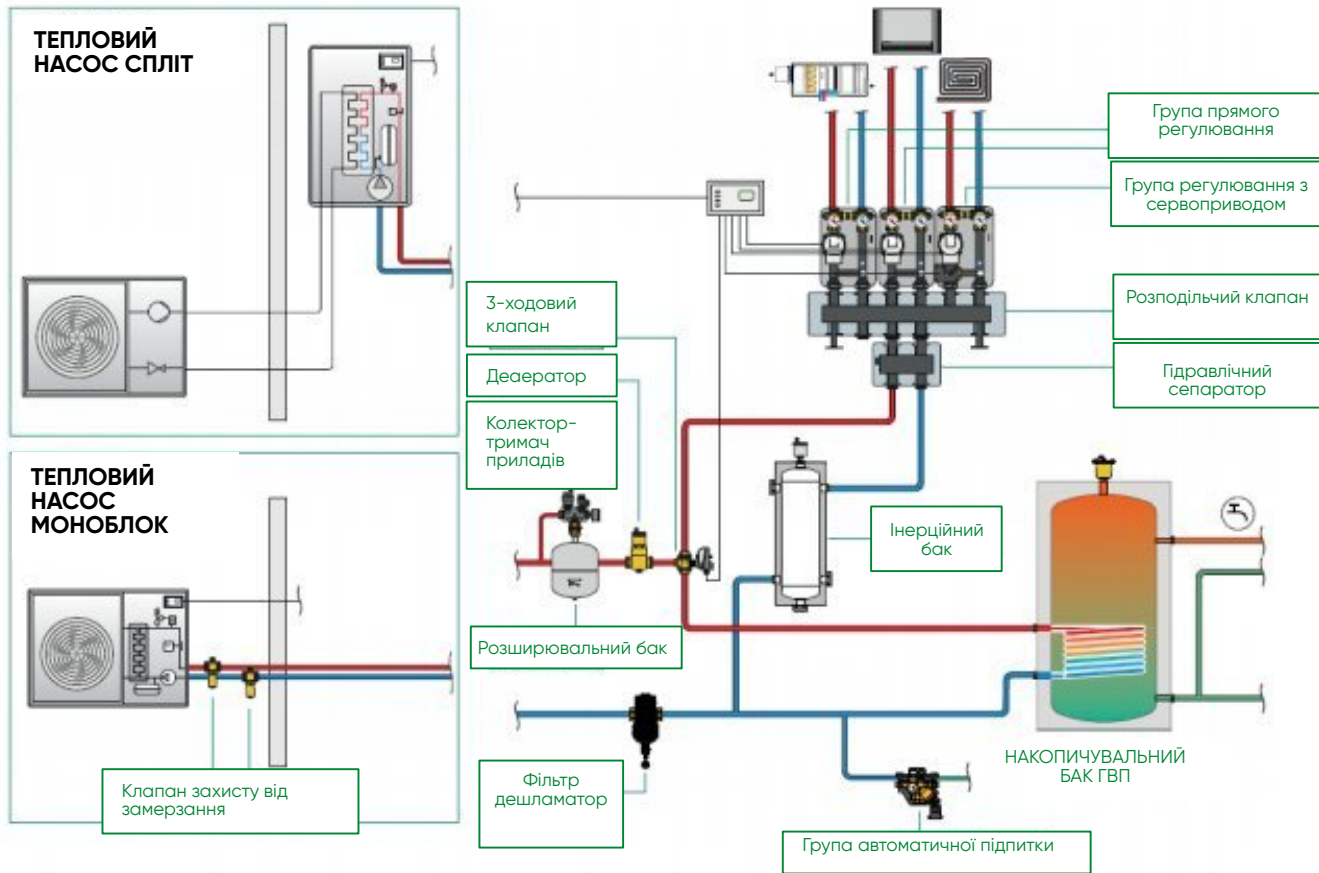 ТЕПЛОВИЙ
НАСОС СПЛІТ
Група прямого
регулювання
Група регулювання з
сервоприводом
3-ходовий
клапан
Розподільчий клапан
Деаератор
Гідравлічний
сепаратор
Колектор-
тримач
приладів
ТЕПЛОВИЙ
НАСОС
МОНОБЛОК
Інерційний
бак
Розширювальний бак
НАКОПИЧУВАЛЬНИЙ
БАК ГВП
Клапан захисту від
замерзання
Фільтр
дешламатор
Група автоматичної підпитки